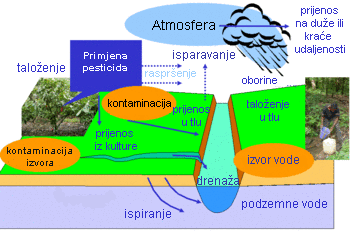 Atmosfera
prijenos
na duže ili
kraće
udaljenosti
Primjena
pesticida
isparavanje
taloženje
raspršenje
oborine
kontaminacija
prijenos
u tlu
taloženje
u tlu
prijenos
iz kulture
kontaminacija
izvora
izvor vode
drenaža
ispiranje
podzemne vode